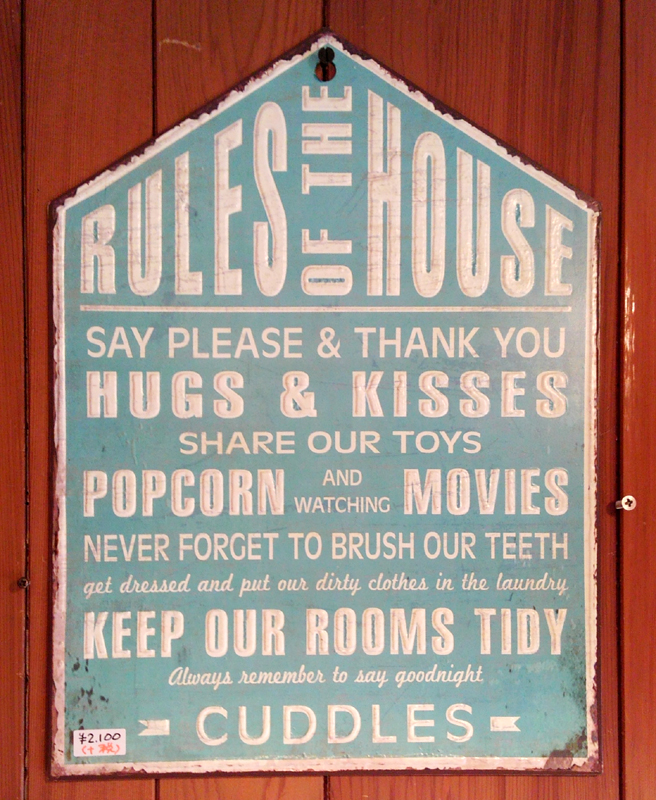 RULES OF THE HOUSE
SAY PLEASE & THANK YOU
HUGS & KISSES
SHARE OUR TOYS
POPCORN AND WATCHING MOVIES
NEVER FORGET TO BRUSH OUR TEETH
get dressed and put our dirty clothes in the laundry
KEEP OUR ROOMS TIDY
Always remember to say goodnight
CUDDLES
¥2.100
(+税)